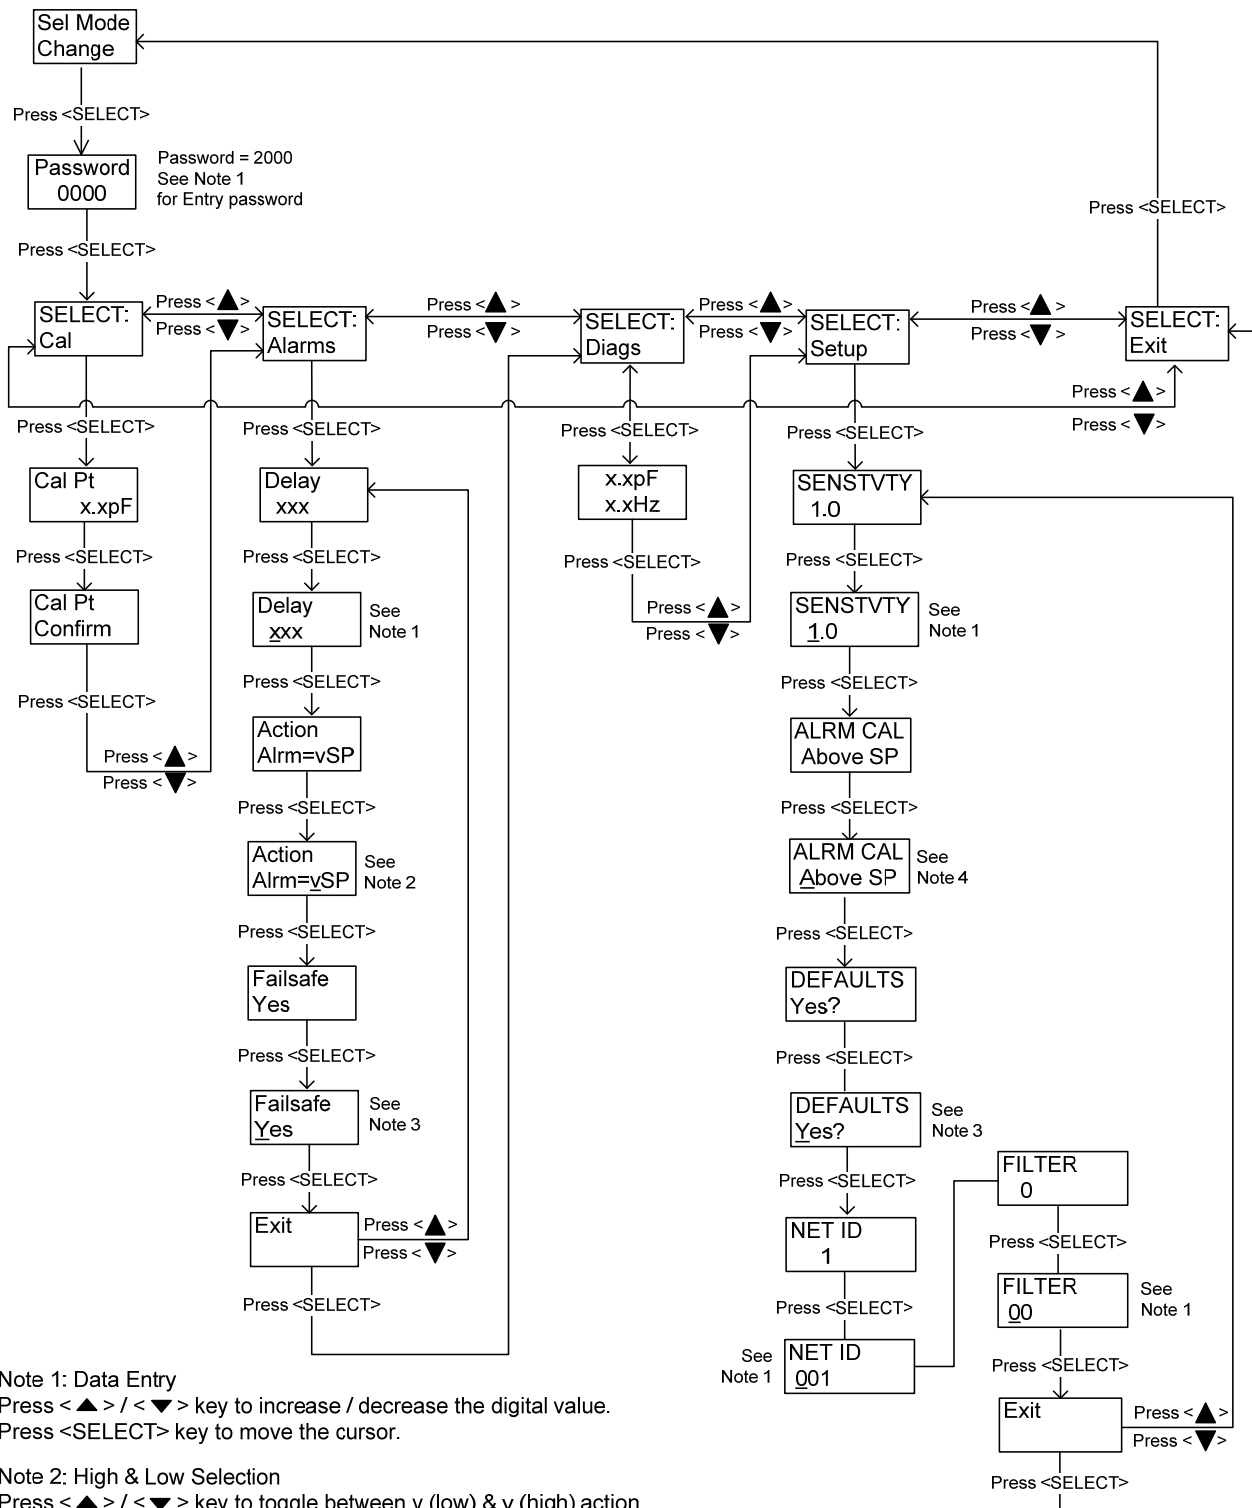 Sel Mode
Change
Press <SELECT>
Password
0000
Password = 2000
See Note 1
for Entry password
Press <SELECT>
Press <SELECT>
SELECT:
Cal
Press <▲>
Press <▼>
SELECT:
Alarms
Press <▲>
Press <▼>
SELECT:
Diags
Press <▲>
Press <▼>
SELECT:
Setup
Press <▲>
Press <▼>
SELECT:
Exit
Press <▲>
Press <▼>
Press <SELECT>
Cal Pt
x.xpF
Press <SELECT>
Cal Pt
Confirm
Press <SELECT>
Press <▲>
Press <▼>
Press <SELECT>
Delay
xxx
Press <SELECT>
Delay
xxx
See
Note 1
Press <SELECT>
Action
Alrm=vSP
Press <SELECT>
Action
Alrm=vSP
See
Note 2
Press <SELECT>
Failsafe
Yes
Press <SELECT>
Failsafe
Yes
See
Note 3
Press <SELECT>
Exit
Press <▲>
Press <▼>
Press <SELECT>
Press <SELECT>
x.xpF
x.xHz
Press <SELECT>
Press <▲>
Press <▼>
Press <SELECT>
SENSTVTY
1.0
Press <SELECT>
SENSTVTY
1.0
See
Note 1
Press <SELECT>
ALRM CAL
Above SP
Press <SELECT>
ALRM CAL
Above SP
See
Note 4
Press <SELECT>
DEFAULTS
Yes?
Press <SELECT>
DEFAULTS
Yes?
See
Note 3
Press <SELECT>
NET ID
1
Press <SELECT>
See
Note 1
NET ID
001
FILTER
0
Press <SELECT>
FILTER
00
See
Note 1
Press <SELECT>
Exit
Press <▲>
Press <▼>
Press <SELECT>
Note 1: Data Entry
Press <▲> / <▼> key to increase / decrease the digital value.
Press <SELECT> key to move the cursor.
Note 2: High & Low Selection
Press <▲> / <▼> key to toggle between v (low) & v (high) action